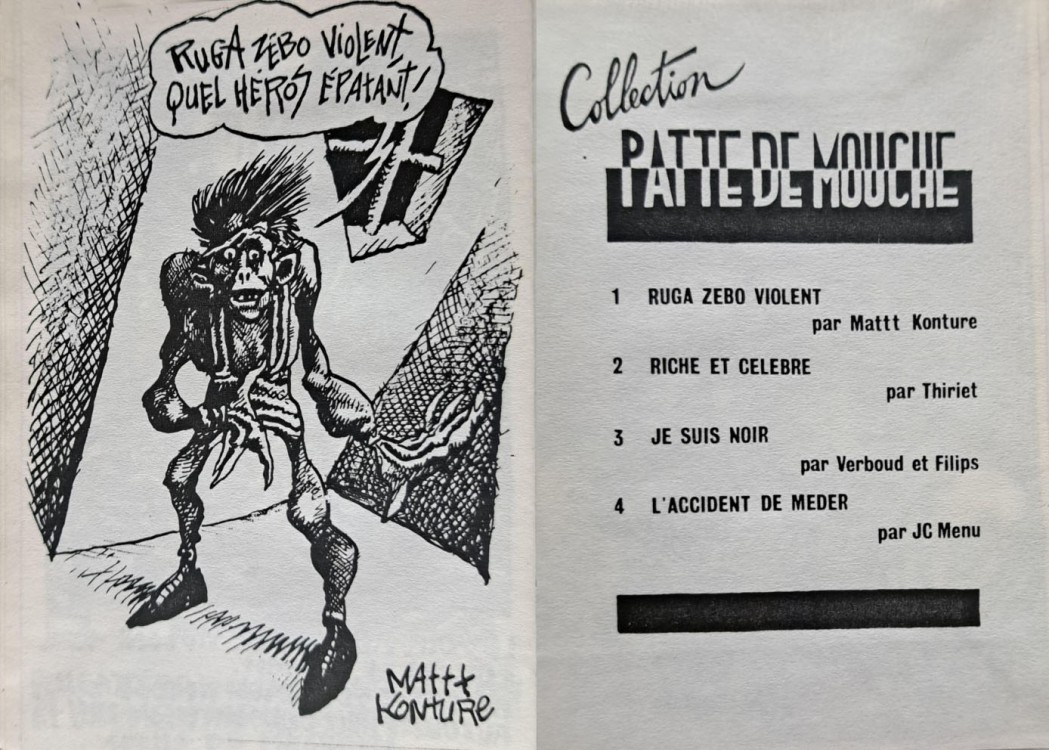 RUGA ZÉBO VIOLENT,
QUEL HÉROS ÉPATANT!
MATTT
KONTURE
Collection
PATTE DE MOUCHE
1 RUGA ZEBO VIOLENT
par Mattt Konture
2 RICHE ET CELEBRE
par Thiriet
3 JE SUIS NOIR
par Verboud et Filips
4 L'ACCIDENT DE MEDER
par JC Menu